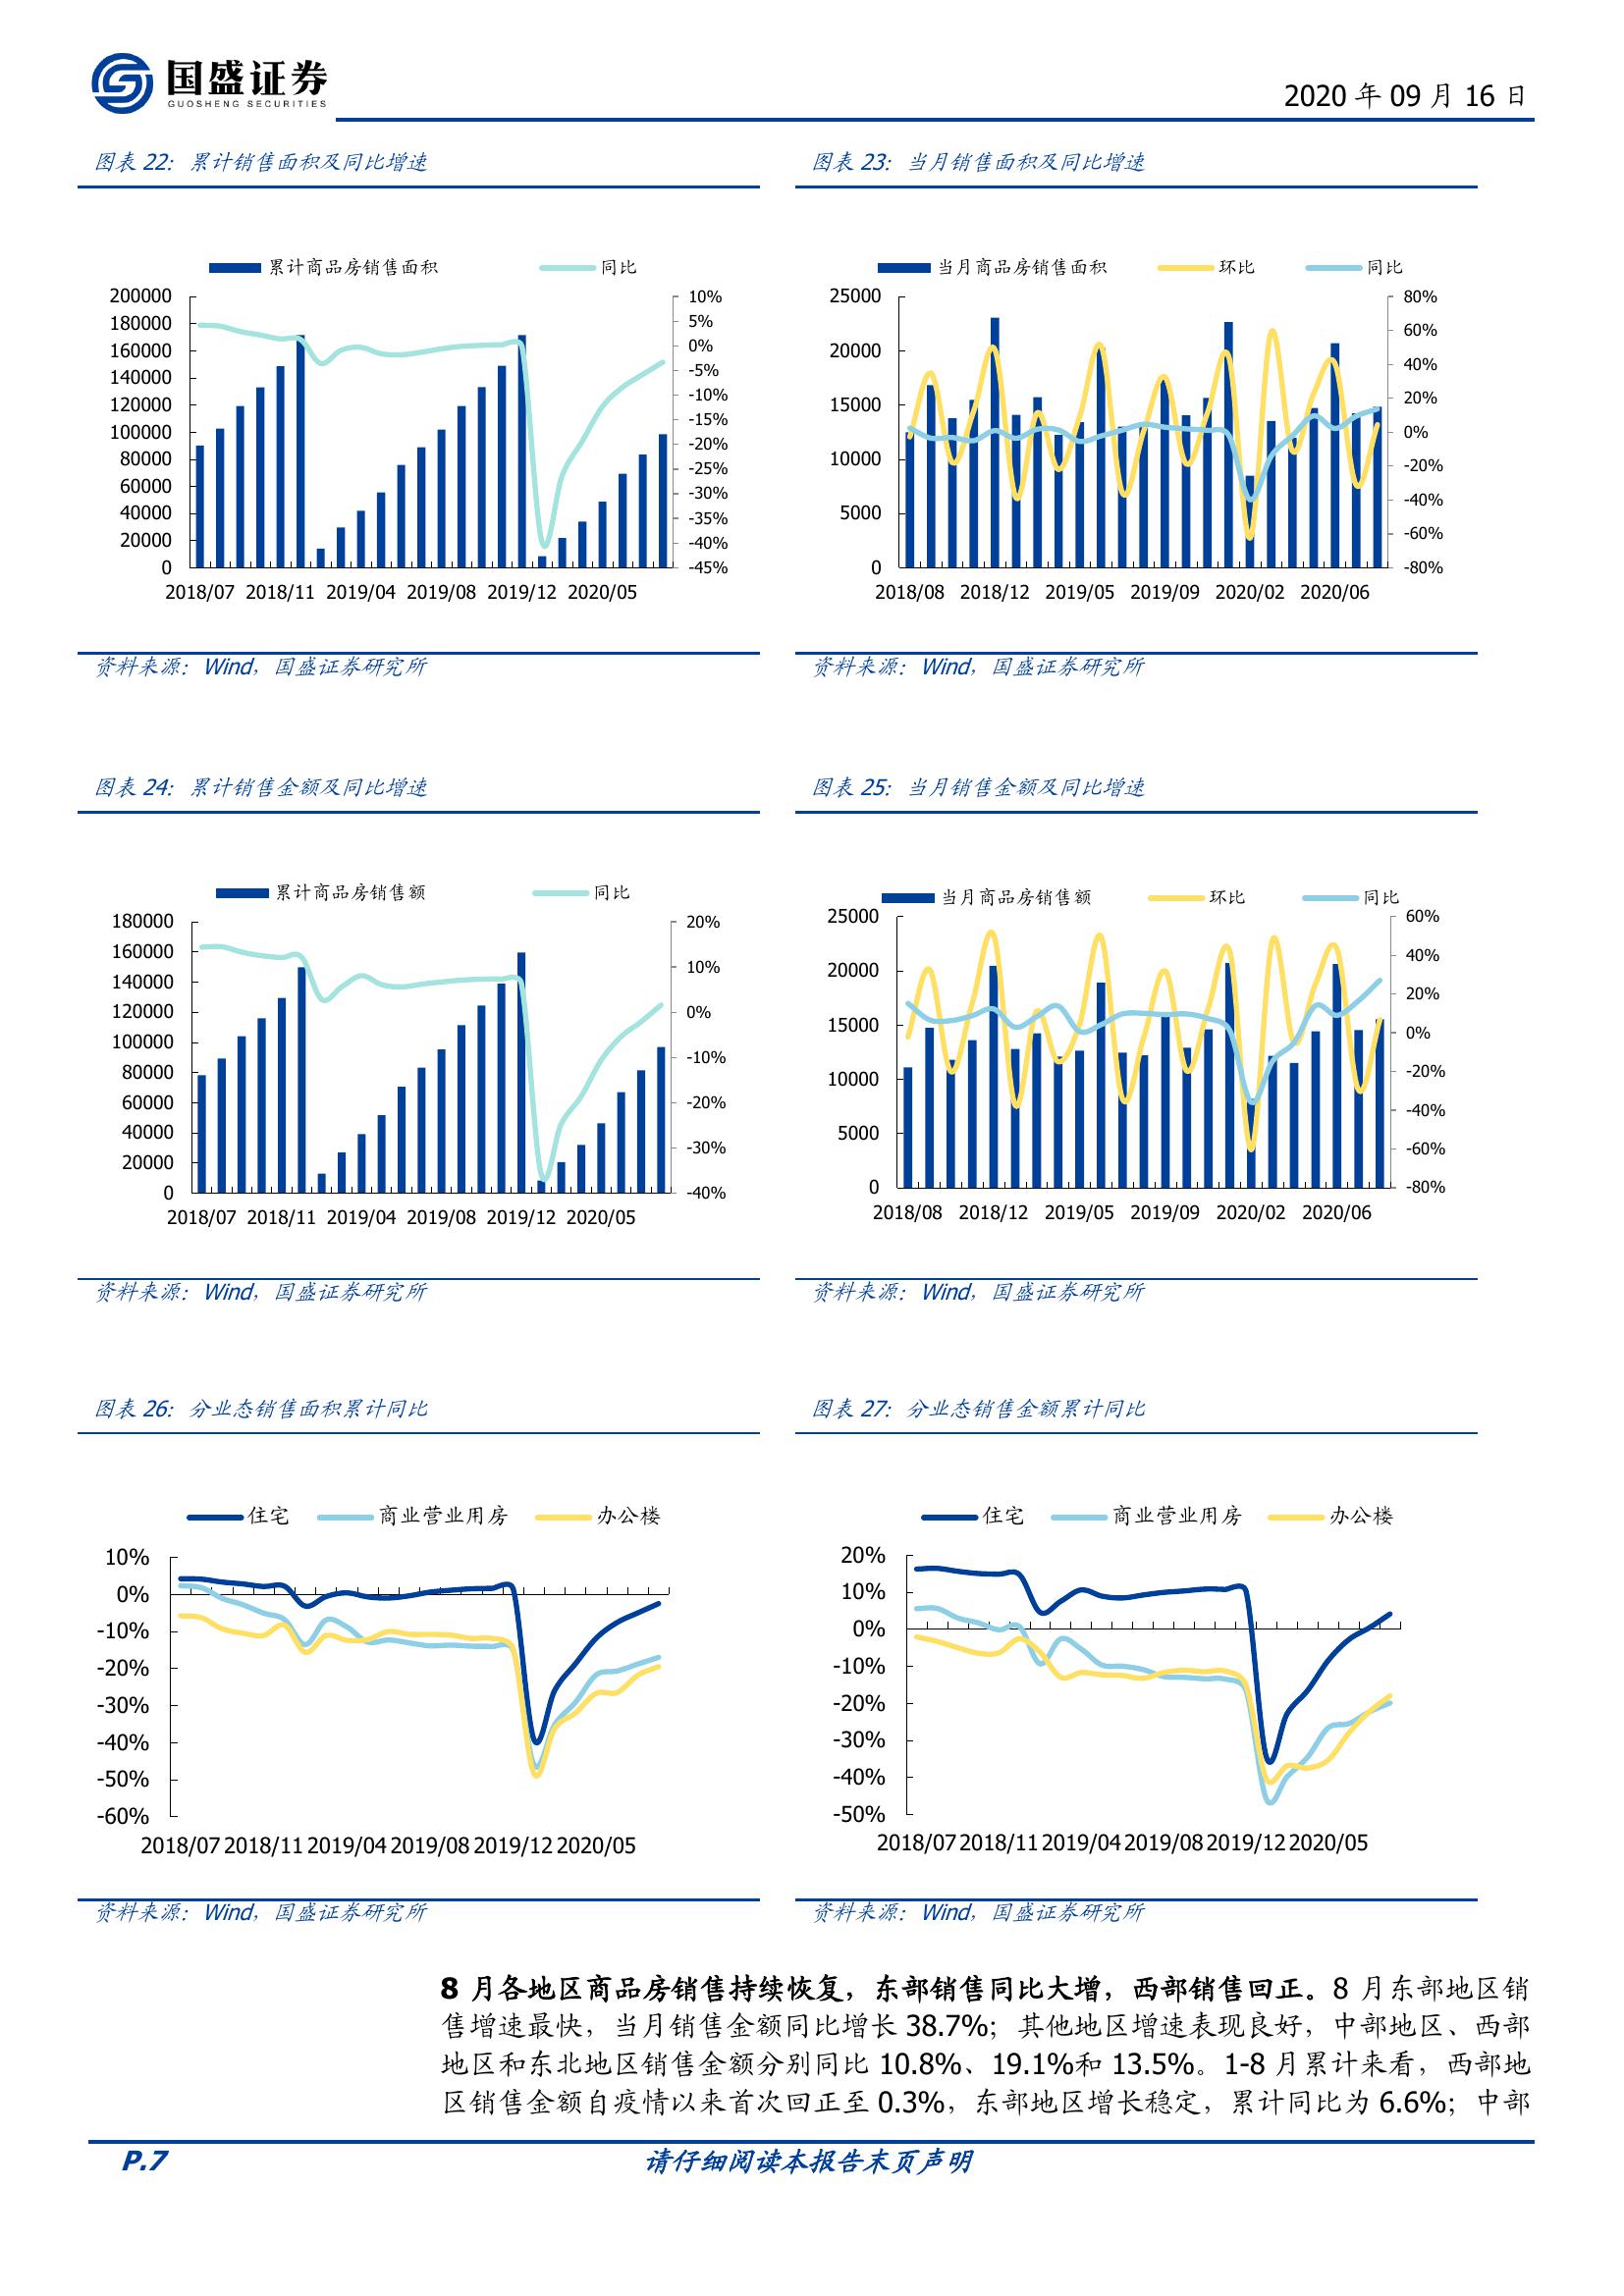 国盛证券
GUOSHENG SECURITIES
2020 年 09 月 16 日
图表 22: 累计销售面积及同比增速
累计商品房销售面积 同比
200000
180000
160000
140000
120000
100000
80000
60000
40000
20000
0
10%
5%
0%
-5%
-10%
-15%
-20%
-25%
-30%
-35%
-40%
-45%
2018/07 2018/11 2019/04 2019/08 2019/12 2020/05
资料来源：Wind，国盛证券研究所
图表 23: 当月销售面积及同比增速
当月商品房销售面积 环比 同比
25000
20000
15000
10000
5000
0
80%
60%
40%
20%
0%
-20%
-40%
-60%
-80%
2018/08 2018/12 2019/05 2019/09 2020/02 2020/06
资料来源：Wind，国盛证券研究所
图表 24: 累计销售金额及同比增速
累计商品房销售额 同比
180000
160000
140000
120000
100000
80000
60000
40000
20000
0
20%
10%
0%
-10%
-20%
-30%
-40%
2018/07 2018/11 2019/04 2019/08 2019/12 2020/05
资料来源：Wind，国盛证券研究所
图表 25: 当月销售金额及同比增速
当月商品房销售额 环比 同比
25000
20000
15000
10000
5000
0
60%
40%
20%
0%
-20%
-40%
-60%
-80%
2018/08 2018/12 2019/05 2019/09 2020/02 2020/06
资料来源：Wind，国盛证券研究所
图表 26: 分业态销售面积累计同比
住宅 商业营业用房 办公楼
10%
0%
-10%
-20%
-30%
-40%
-50%
-60%
2018/07 2018/11 2019/04 2019/08 2019/12 2020/05
资料来源：Wind，国盛证券研究所
图表 27: 分业态销售金额累计同比
住宅 商业营业用房 办公楼
20%
10%
0%
-10%
-20%
-30%
-40%
-50%
2018/07 2018/11 2019/04 2019/08 2019/12 2020/05
资料来源：Wind，国盛证券研究所
8 月各地区商品房销售持续恢复，东部销售同比大增，西部销售回正。8 月东部地区销
售增速最快，当月销售金额同比增长 38.7%；其他地区增速表现良好，中部地区、西部
地区和东北地区销售金额分别同比 10.8%、19.1%和 13.5%。1-8 月累计来看，西部地
区销售金额自疫情以来首次回正至 0.3%，东部地区增长稳定，累计同比为 6.6%；中部
P.7 请仔细阅读本报告末页声明